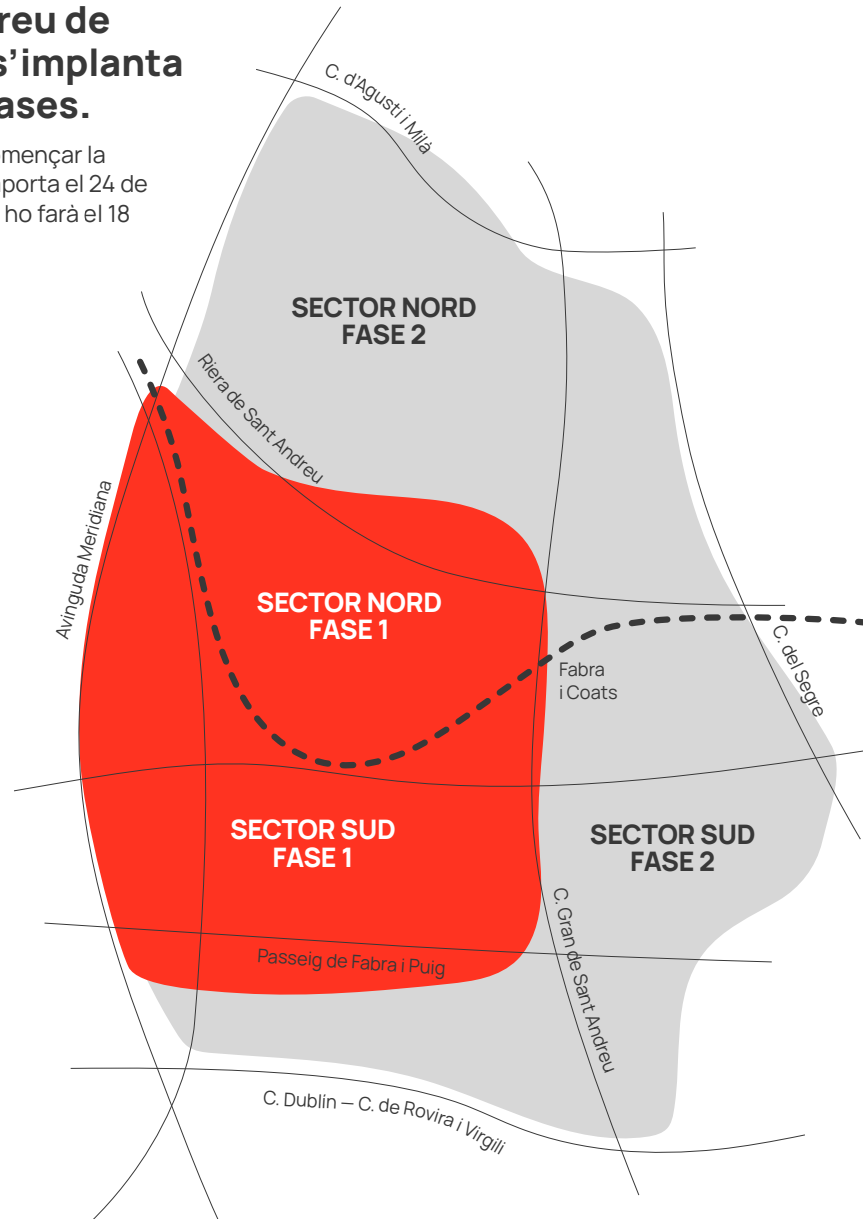 reu de
s'implanta
ases.
mençar la
porta el 24 de
ho farà el 18
C. d'Agustí i Milà
SECTOR NORD
FASE 2
Riera de Sant Andreu
Avinguda Meridiana
SECTOR NORD
FASE 1
Fabra
i Coats
C. del Segre
SECTOR SUD
FASE 1
SECTOR SUD
FASE 2
C. Gran de Sant Andreu
Passeig de Fabra i Puig
C. Dublín — C. de Rovira i Virgili